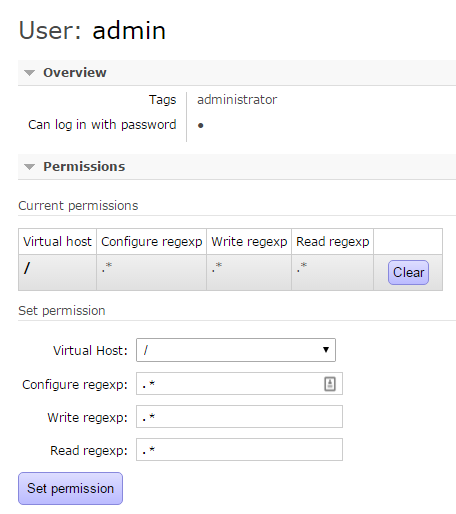 User: admin
Overview
Tags administrator
Can log in with password •
Permissions
Current permissions
Virtual host Configure regexp Write regexp Read regexp
/ .* .* .* Clear
Set permission
Virtual Host: /
Configure regexp: .*
Write regexp: .*
Read regexp: .*
Set permission